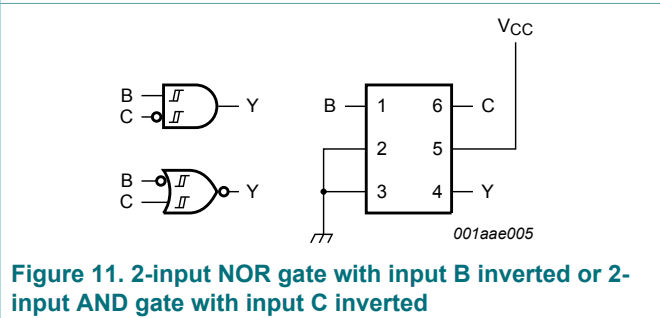 VCC
B
C
Y
B
C
Y
B
1
6
C
2
5
3
4
Y
001aae005
Figure 11. 2-input NOR gate with input B inverted or 2-
input AND gate with input C inverted